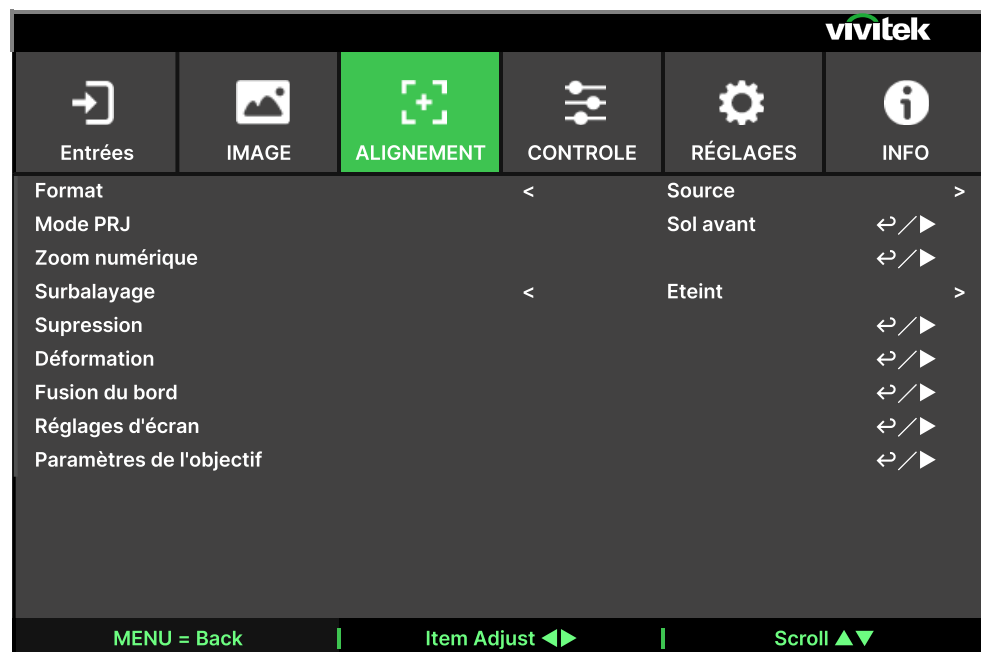 vivitek
Entrées IMAGE ALIGNEMENT CONTROLE RÉGLAGES INFO
Format < Source >
Mode PRJ Sol avant ↩/▶
Zoom numérique ↩/▶
Surbalayage < Eteint >
Supression ↩/▶
Déformation ↩/▶
Fusion du bord ↩/▶
Réglages d'écran ↩/▶
Paramètres de l'objectif ↩/▶
MENU = Back Item Adjust ◀▶ Scroll ▲▼